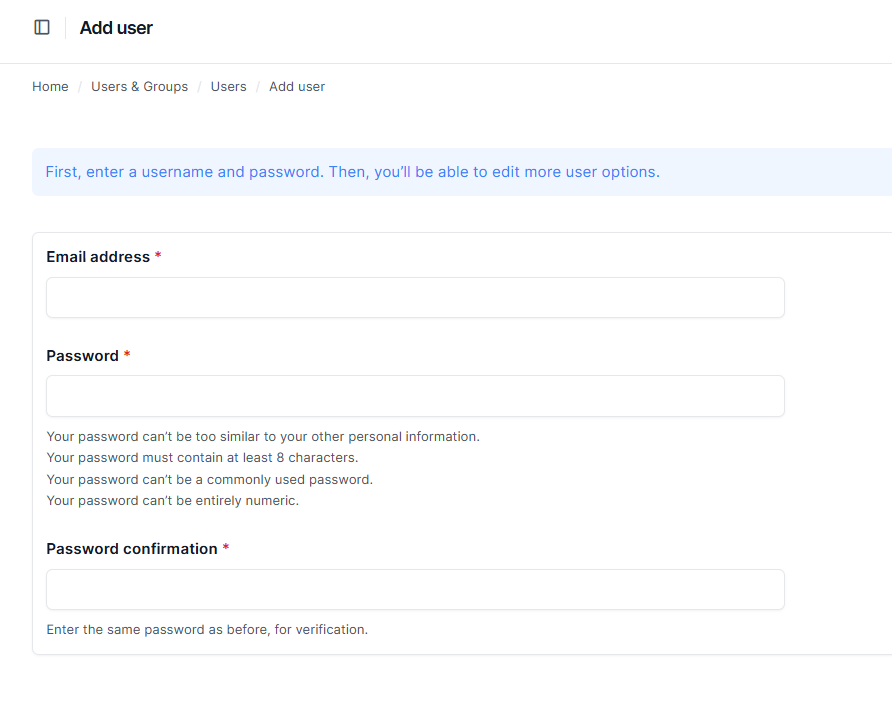 Add user
Home / Users & Groups / Users / Add user
First, enter a username and password. Then, you’ll be able to edit more user options.
Email address *
Password *
Your password can’t be too similar to your other personal information.
Your password must contain at least 8 characters.
Your password can’t be a commonly used password.
Your password can’t be entirely numeric.
Password confirmation *
Enter the same password as before, for verification.